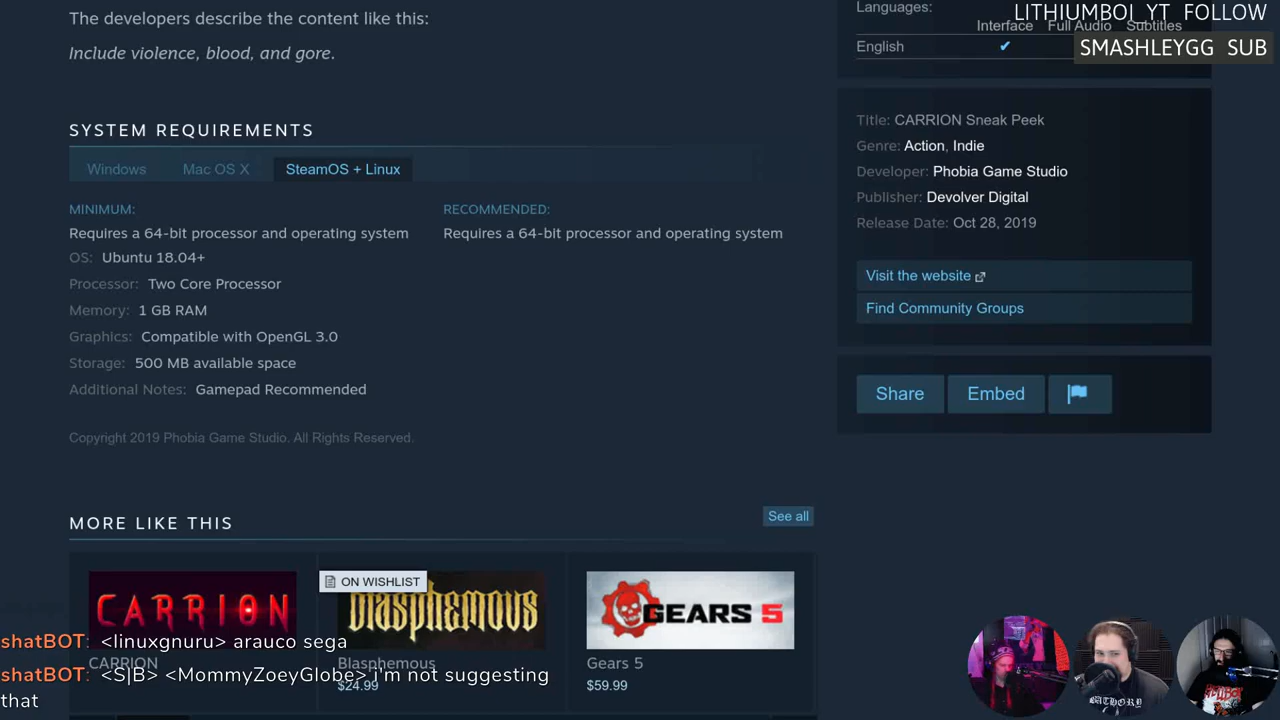 The developers describe the content like this:
Include violence, blood, and gore.
SYSTEM REQUIREMENTS
Windows Mac OS X SteamOS + Linux
MINIMUM:
Requires a 64-bit processor and operating system
OS: Ubuntu 18.04+
Processor: Two Core Processor
Memory: 1 GB RAM
Graphics: Compatible with OpenGL 3.0
Storage: 500 MB available space
Additional Notes: Gamepad Recommended
RECOMMENDED:
Requires a 64-bit processor and operating system
Copyright 2019 Phobia Game Studio. All Rights Reserved.
MORE LIKE THIS
See all
CARRION
ON WISHLIST
BLASPHEMOUS
GEARS 5
CARRION
Blasphemous
$24.99
Gears 5
$59.99
shatBOT: <linuxgnuru> arauco sega
shatBOT: <S|B> <MommyZoeyGlobe> i'm not suggesting
that
LITHIUMBOI_YT FOLLOW
SMASHLEYGG SUB
Languages:
Interface Full Audio Subtitles
English ✔
Title: CARRION Sneak Peek
Genre: Action, Indie
Developer: Phobia Game Studio
Publisher: Devolver Digital
Release Date: Oct 28, 2019
Visit the website
Find Community Groups
Share Embed
BATHORY